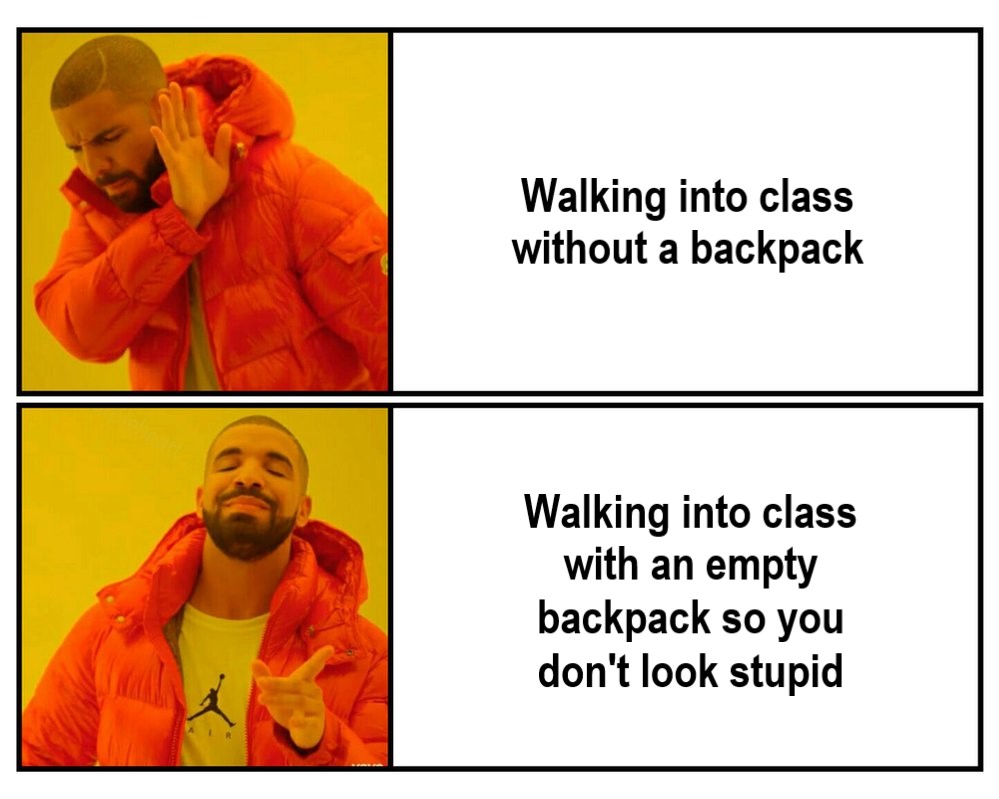 Walking into class
without a backpack
Walking into class
with an empty
backpack so you
don't look stupid
A I R